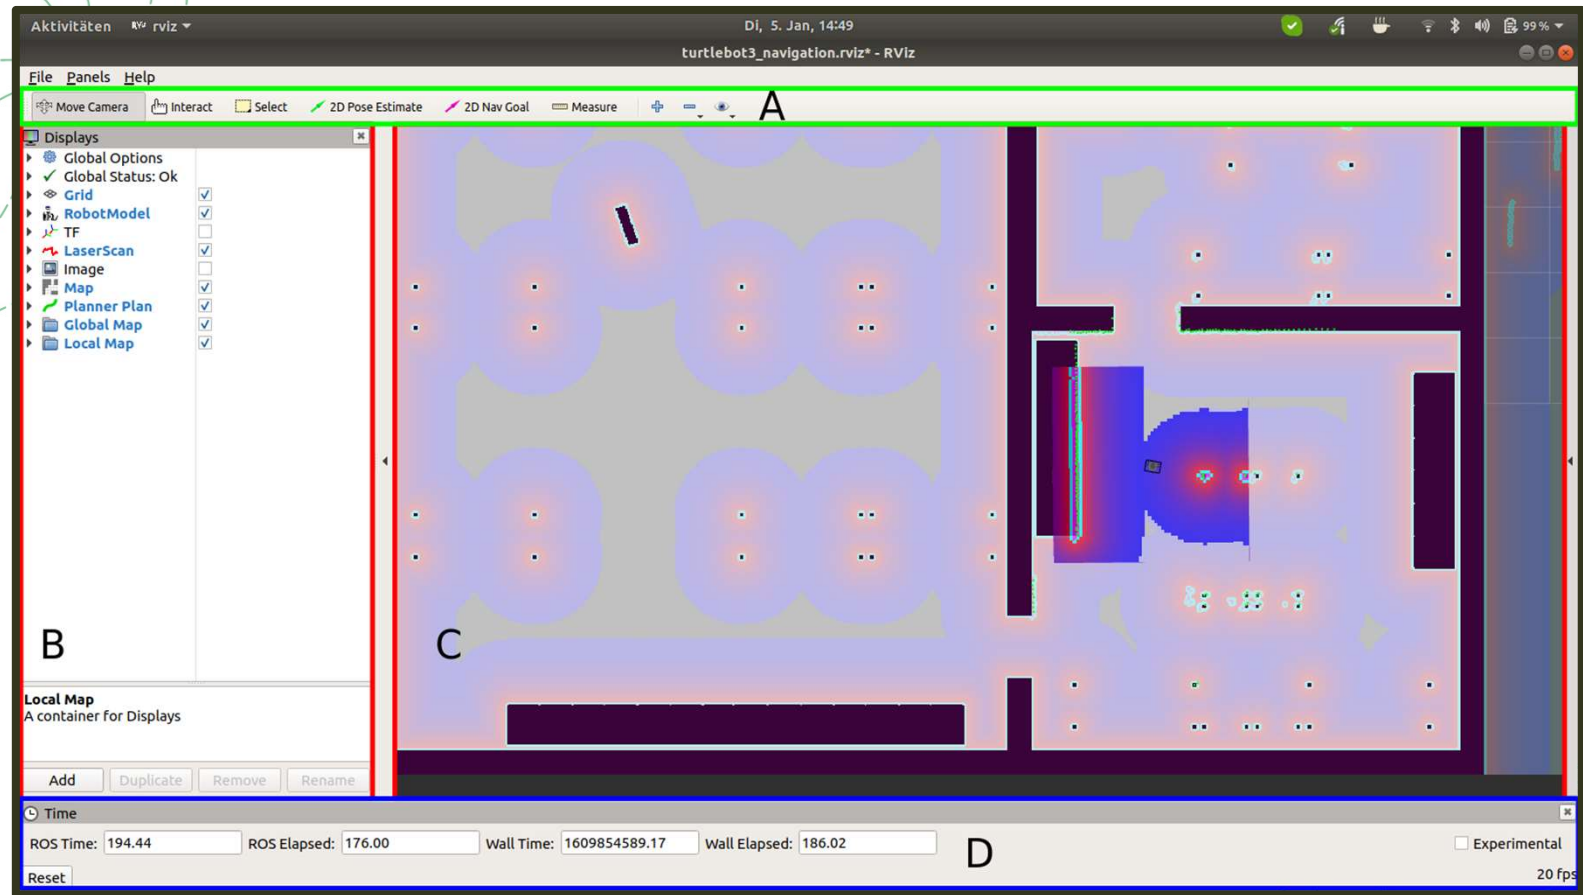 Aktivitäten rviz Di, 5. Jan, 14:49 99 %
turtlebot3_navigation.rviz* - RViz
File Panels Help
Move Camera Interact Select 2D Pose Estimate 2D Nav Goal Measure A
Displays
Global Options
Global Status: Ok
Grid
RobotModel
TF
LaserScan
Image
Map
Planner Plan
Global Map
Local Map
B
C
Local Map
A container for Displays
Add Duplicate Remove Rename
Time
ROS Time: 194.44 ROS Elapsed: 176.00 Wall Time: 1609854589.17 Wall Elapsed: 186.02 D Experimental
Reset 20 fps